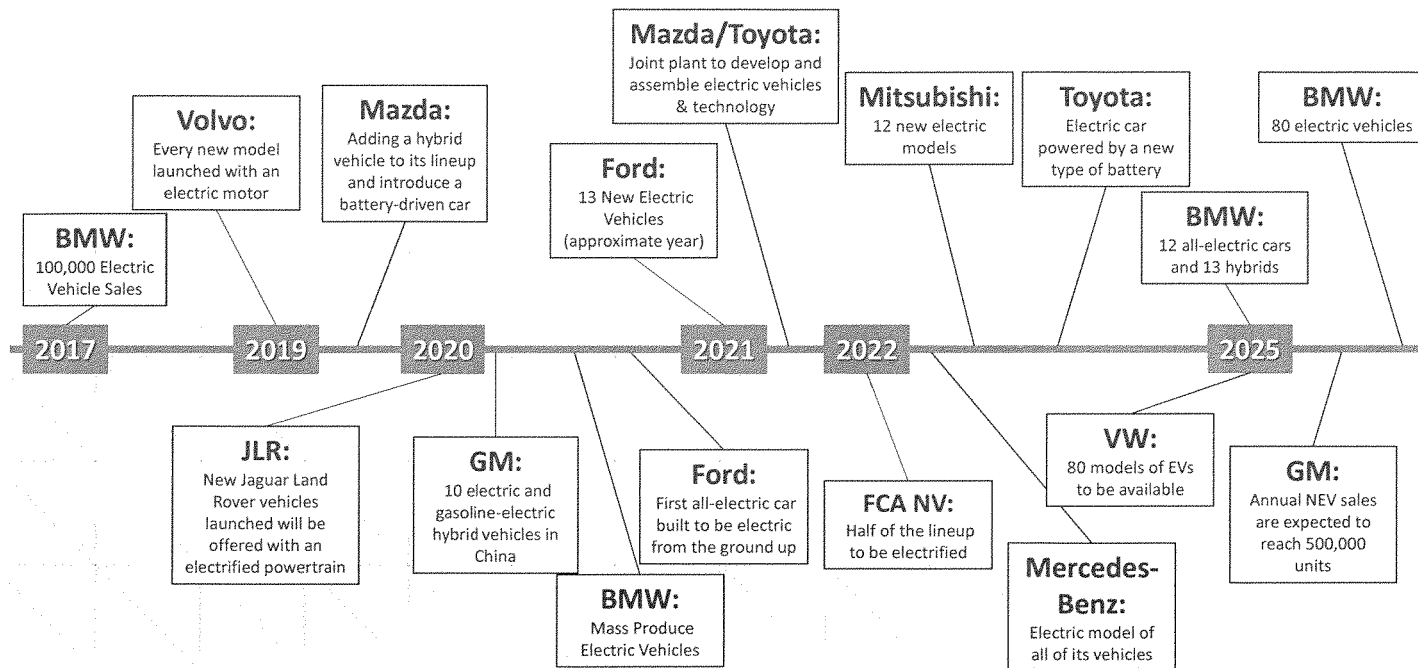 Mazda/Toyota:
Joint plant to develop and
assemble electric vehicles
& technology
Volvo:
Every new model
launched with an
electric motor
Mazda:
Adding a hybrid
vehicle to its lineup
and introduce a
battery-driven car
Mitsubishi:
12 new electric
models
Toyota:
Electric car
powered by a new
type of battery
BMW:
80 electric vehicles
Ford:
13 New Electric
Vehicles
(approximate year)
BMW:
100,000 Electric
Vehicle Sales
BMW:
12 all-electric cars
and 13 hybrids
2017 2019 2020 2021 2022 2025
JLR:
New Jaguar Land
Rover vehicles
launched will be
offered with an
electrified powertrain
GM:
10 electric and
gasoline-electric
hybrid vehicles in
China
Ford:
First all-electric car
built to be electric
from the ground up
FCA NV:
Half of the lineup
to be electrified
VW:
80 models of EVs
to be available
GM:
Annual NEV sales
are expected to
reach 500,000
units
BMW:
Mass Produce
Electric Vehicles
Mercedes-
Benz:
Electric model of
all of its vehicles